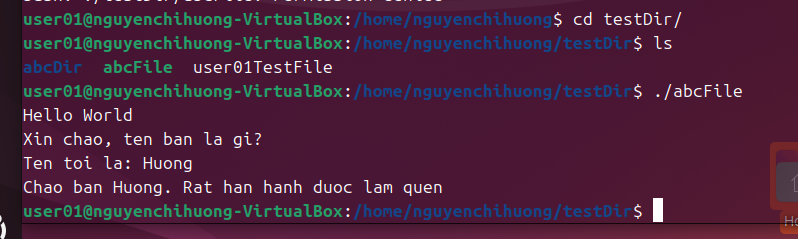 user01@nguyenchihuong-VirtualBox:/home/nguyenchihuong$ cd testDir/
user01@nguyenchihuong-VirtualBox:/home/nguyenchihuong/testDir$ ls
abcDir  abcFile  user01TestFile
user01@nguyenchihuong-VirtualBox:/home/nguyenchihuong/testDir$ ./abcFile
Hello World
Xin chao, ten ban la gi?
Ten toi la: Huong
Chao ban Huong. Rat han hanh duoc lam quen
user01@nguyenchihuong-VirtualBox:/home/nguyenchihuong/testDir$